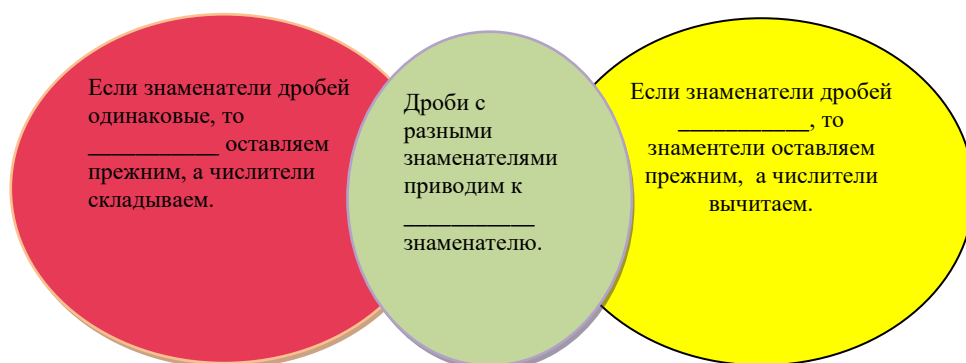 Если знаменатели дробей
одинаковые, то
___________ оставляем
прежним, а числители
складываем.
Дроби с
разными
знаменателями
приводим к
___________
знаменателю.
Если знаменатели дробей
___________, то
знаментели оставляем
прежним, а числители
вычитаем.